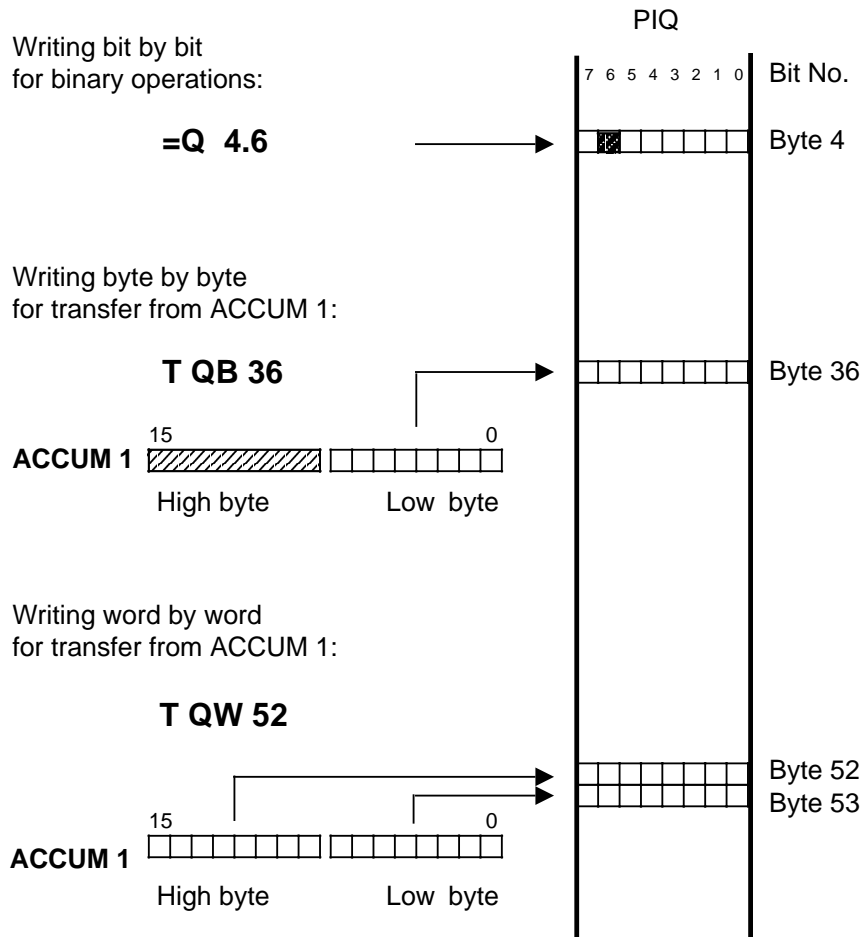 PIQ
Writing bit by bit
for binary operations:
7 6 5 4 3 2 1 0 Bit No.
=Q 4.6
Byte 4
Writing byte by byte
for transfer from ACCUM 1:
T QB 36
Byte 36
15 0
ACCUM 1
High byte Low byte
Writing word by word
for transfer from ACCUM 1:
T QW 52
Byte 52
Byte 53
15 0
ACCUM 1
High byte Low byte